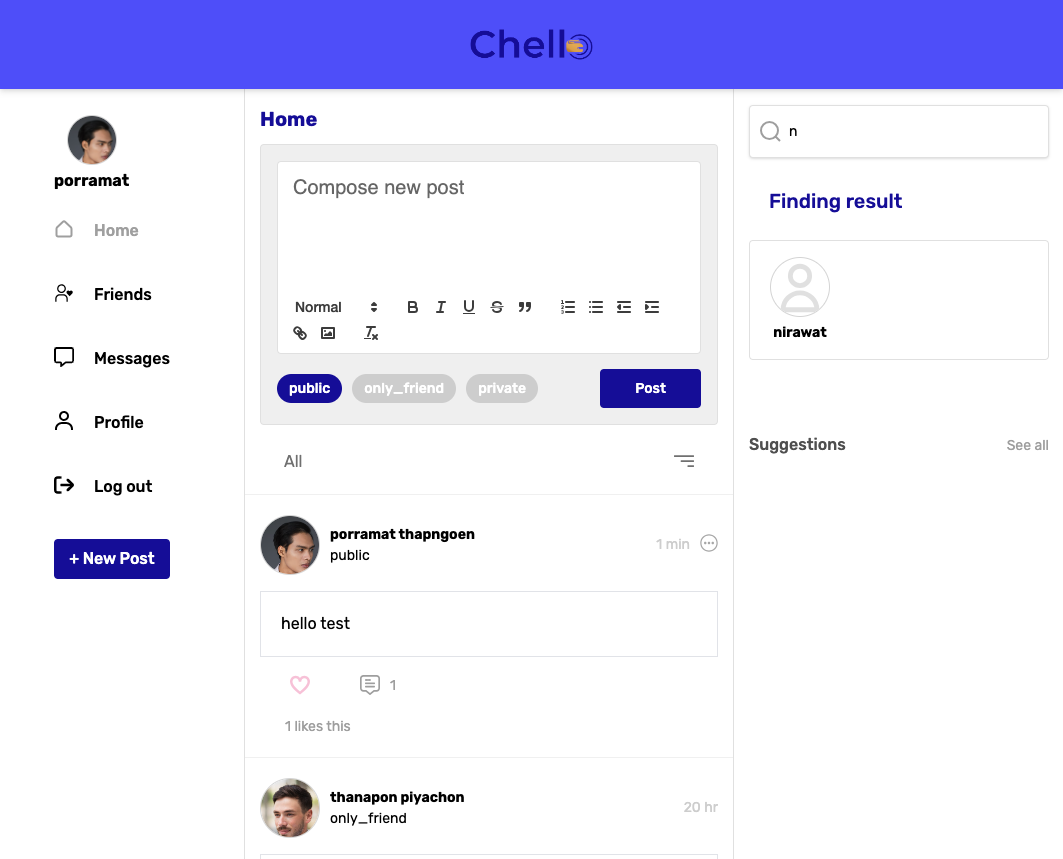 Chello
porramat
Home
Friends
Messages
Profile
Log out
+ New Post
Home
Compose new post
Normal
public only_friend private Post
All
porramat thapngoen
public
1 min
hello test
1
1 likes this
thanapon piyachon
only_friend
20 hr
n
Finding result
nirawat
Suggestions See all